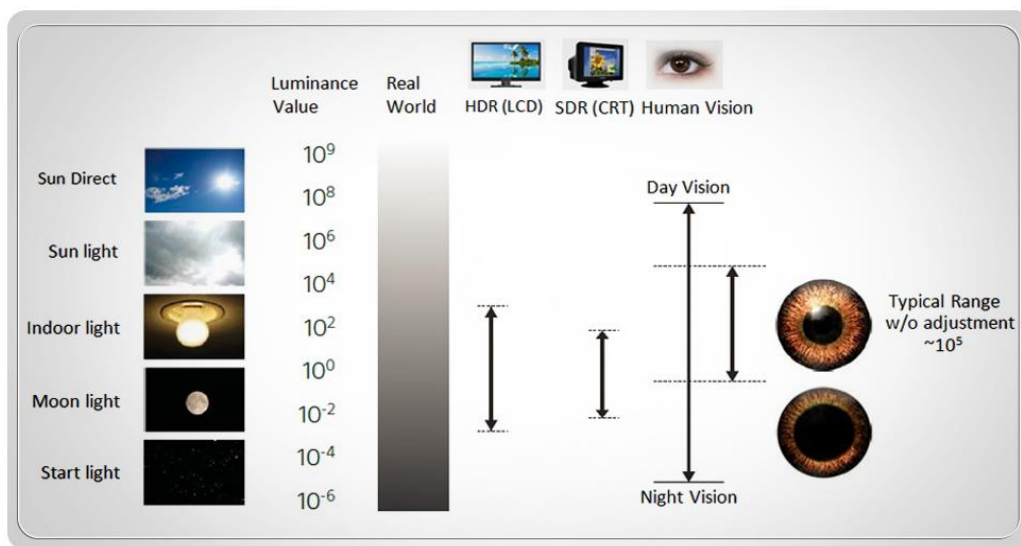 Luminance
Value
Real
World
HDR (LCD)
SDR (CRT)
Human Vision
Sun Direct
Sun light
Indoor light
Moon light
Start light
10⁹
10⁸
10⁶
10⁴
10²
10⁰
10⁻²
10⁻⁴
10⁻⁶
Day Vision
Night Vision
Typical Range
w/o adjustment
~10⁵